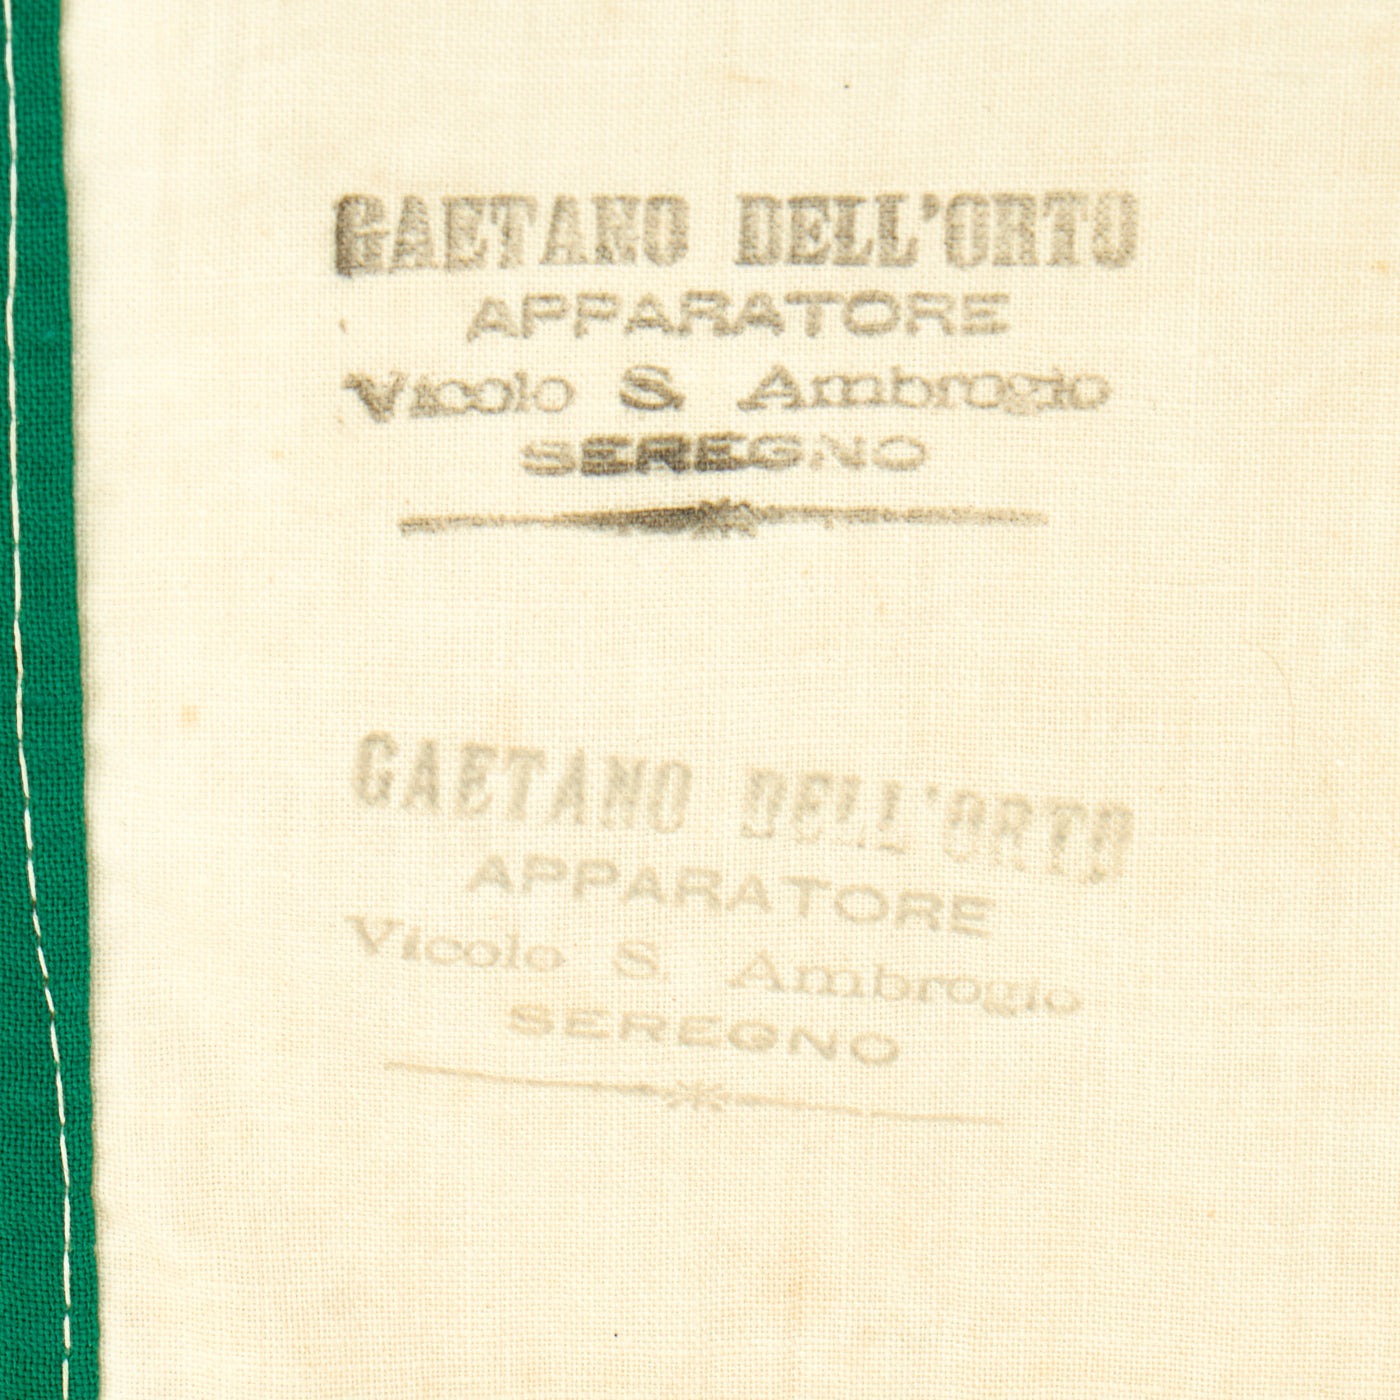 GAETANO DELL'ORTO
APPARATORE
Vicolo S. Ambrogio
SEREGNO
GAETANO DELL'ORTO
APPARATORE
Vicolo S. Ambrogio
SEREGNO